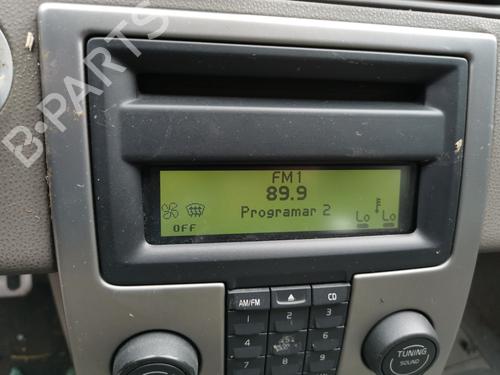 B-PARTS
FM1
89.9
Programar 2
OFF
Lo Lo
AM/FM
CD
1 2 3
4 6
7 8 9
TUNING
SOUND